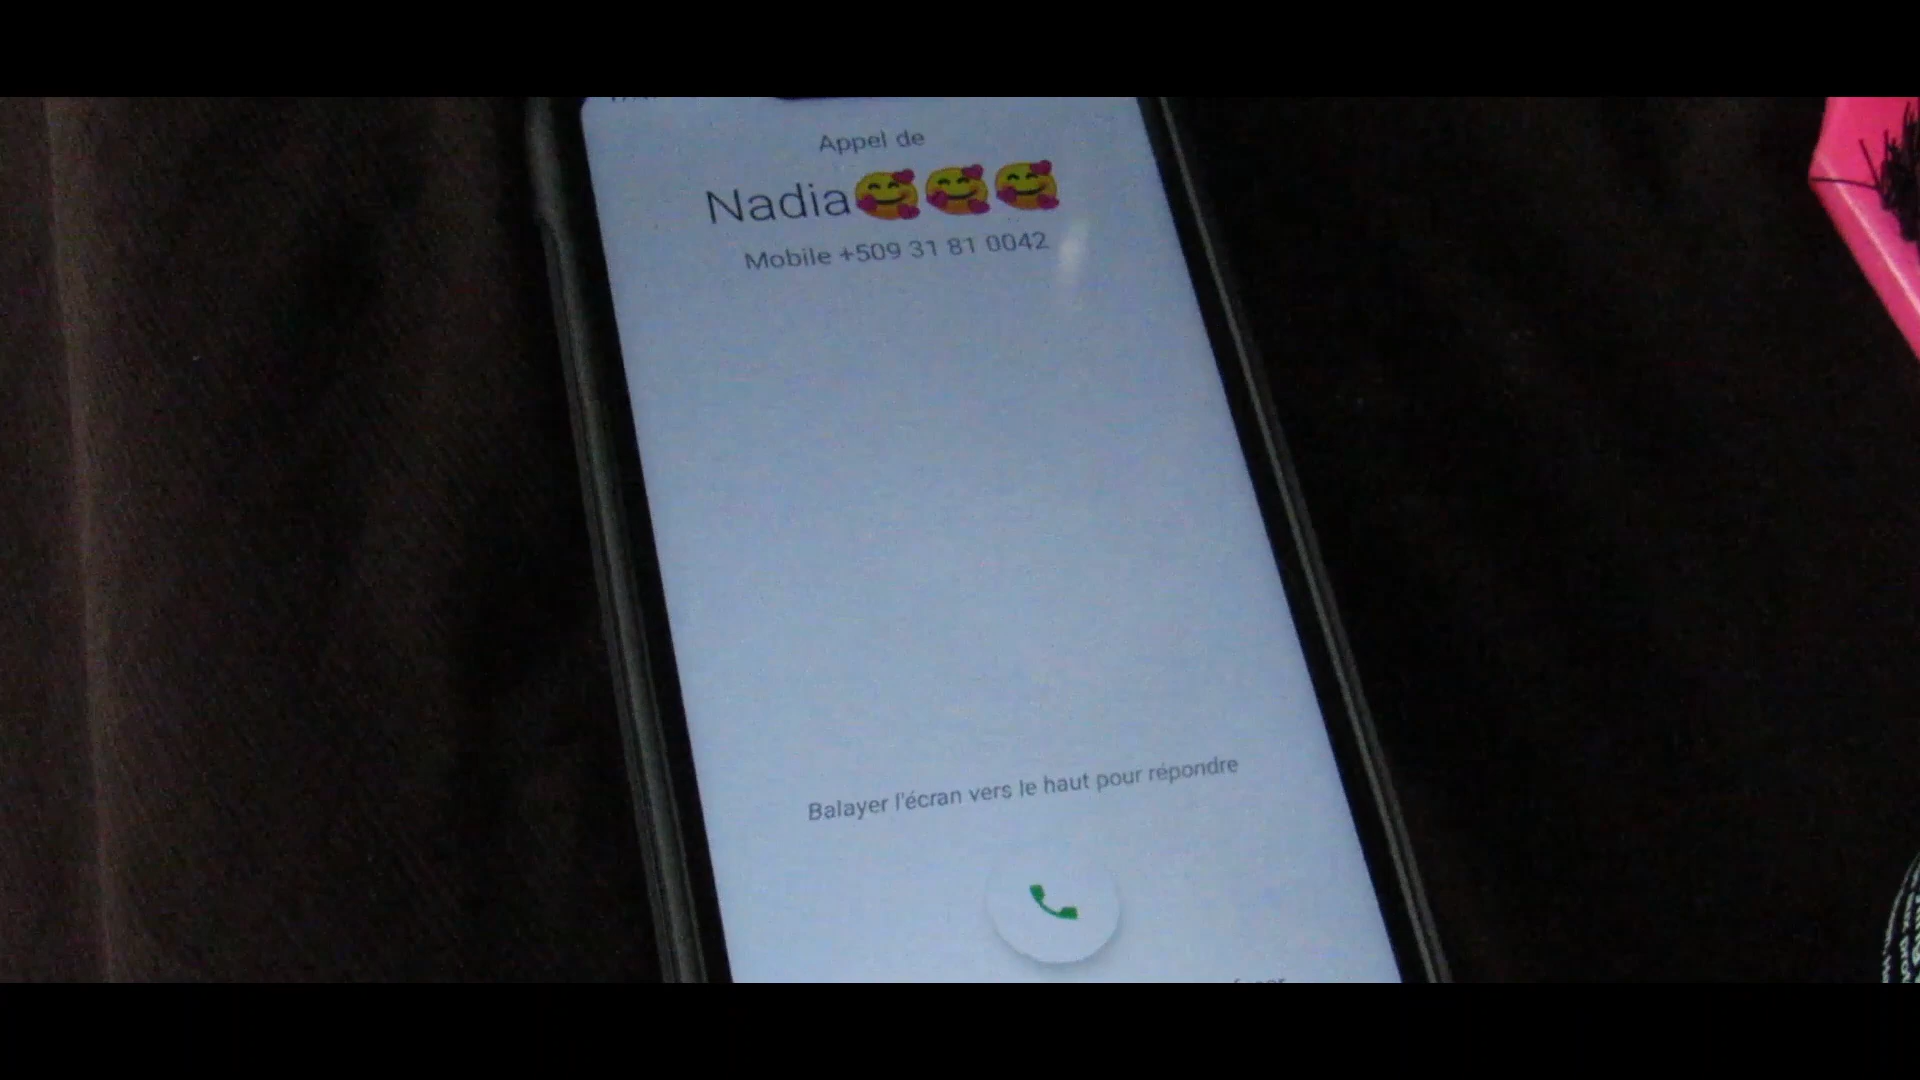 Appel de
Nadia🥰🥰🥰
Mobile +509 31 81 0042
Balayer l'écran vers le haut pour répondre